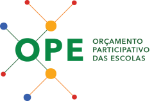 OPE
ORÇAMENTO
PARTICIPATIVO
DAS ESCOLAS